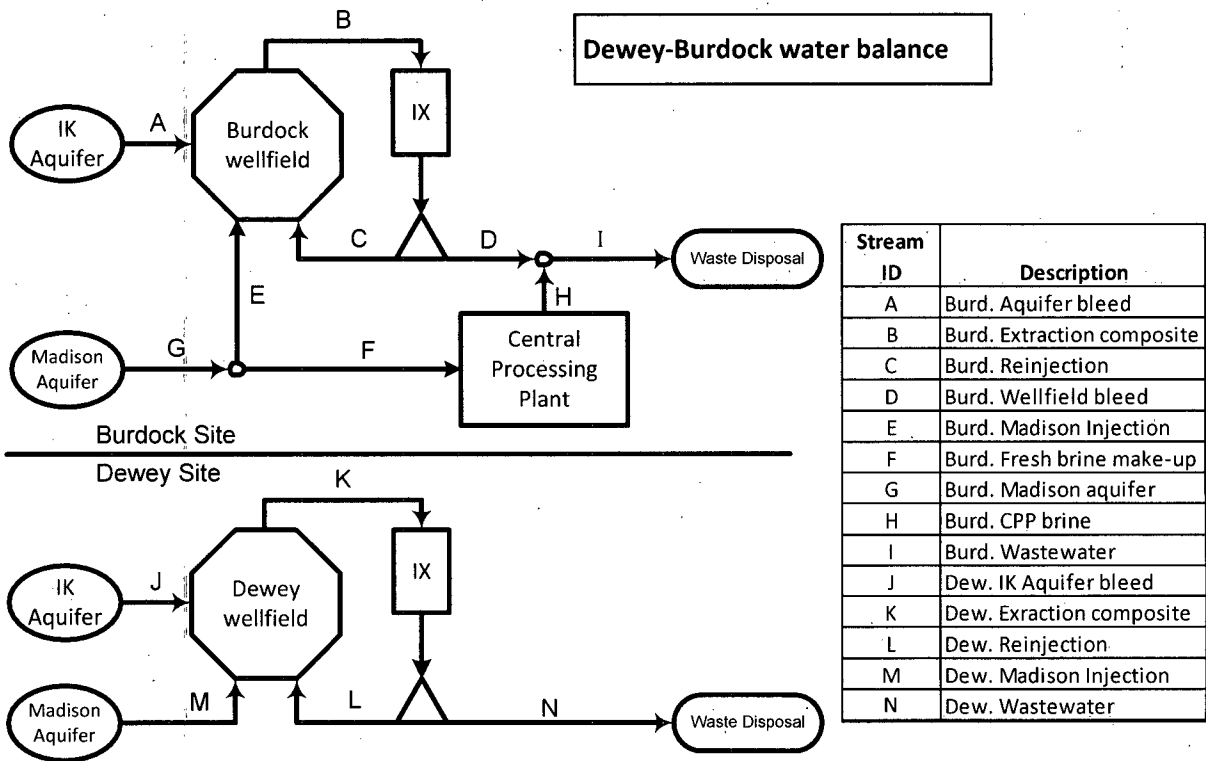 Dewey-Burdock water balance
B
IK
Aquifer
A
Burdock
wellfield
IX
C
D
I
Waste Disposal
E
H
Madison
Aquifer
G
F
Central
Processing
Plant
Burdock Site
Dewey Site
K
IK
Aquifer
J
Dewey
wellfield
IX
Madison
Aquifer
M
L
N
Waste Disposal
Stream
ID Description
A Burd. Aquifer bleed
B Burd. Extraction composite
C Burd. Reinjection
D Burd. Wellfield bleed
E Burd. Madison Injection
F Burd. Fresh brine make-up
G Burd. Madison aquifer
H Burd. CPP brine
I Burd. Wastewater
J Dew. IK Aquifer bleed
K Dew. Exraction composite
L Dew. Reinjection
M Dew. Madison Injection
N Dew. Wastewater